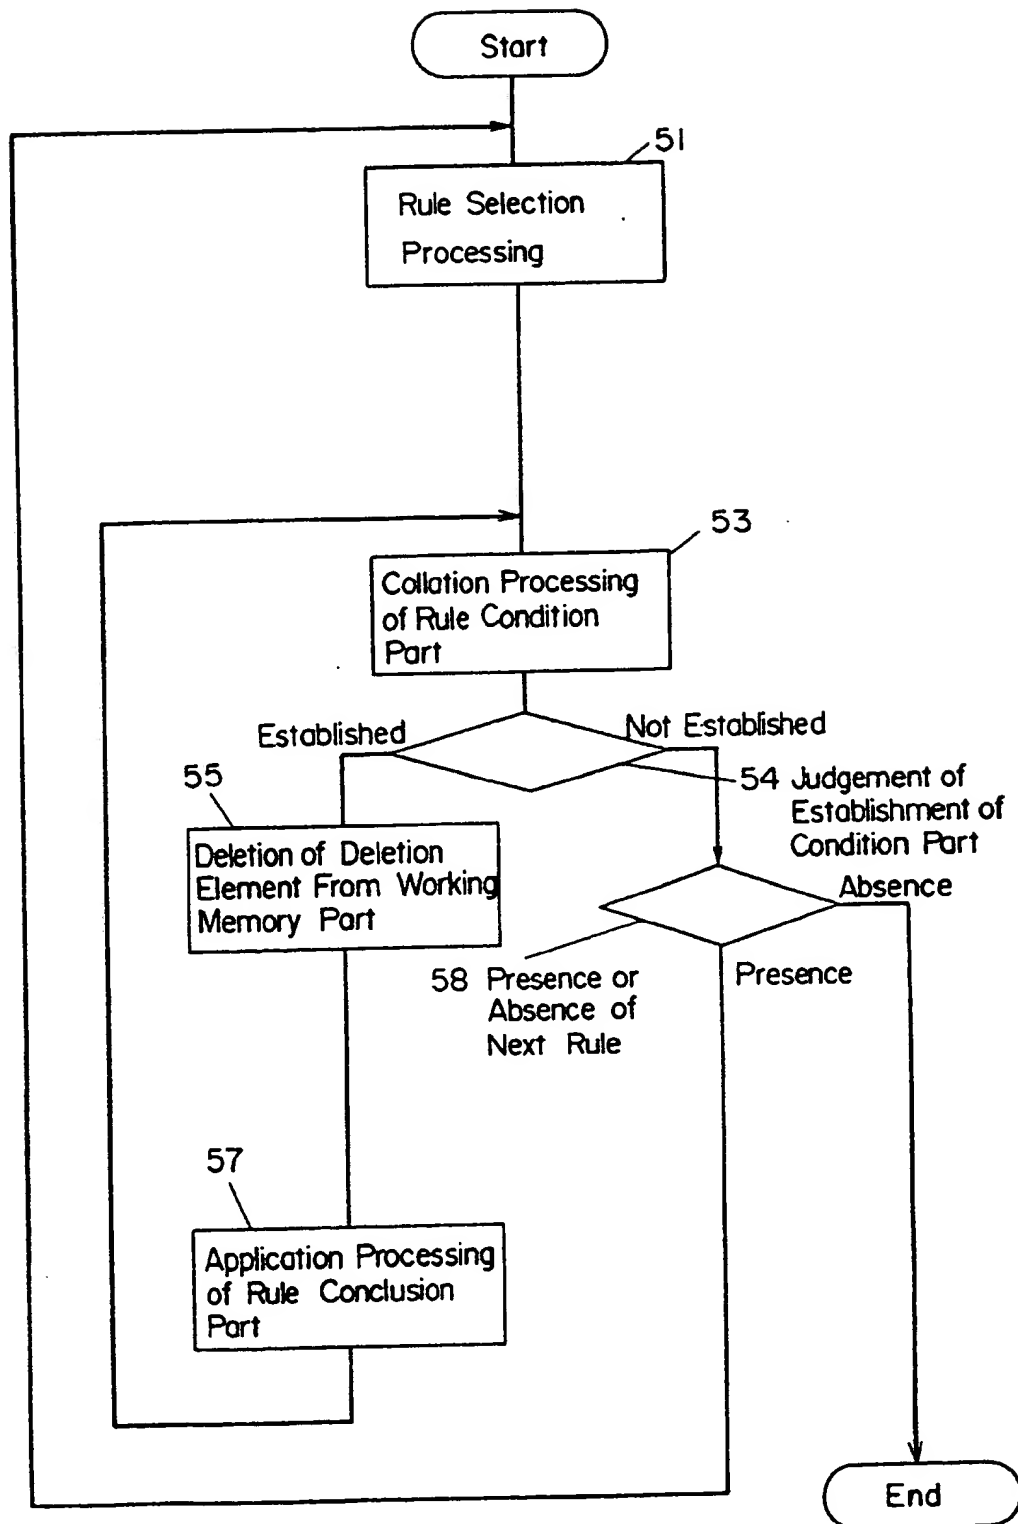 Start
51
Rule Selection
Processing
53
Collation Processing
of Rule Condition
Part
Established
Not Established
54 Judgement of
Establishment of
Condition Part
55
Deletion of Deletion
Element From Working
Memory Part
Absence
58 Presence or
Absence of
Next Rule
Presence
57
Application Processing
of Rule Conclusion
Part
End